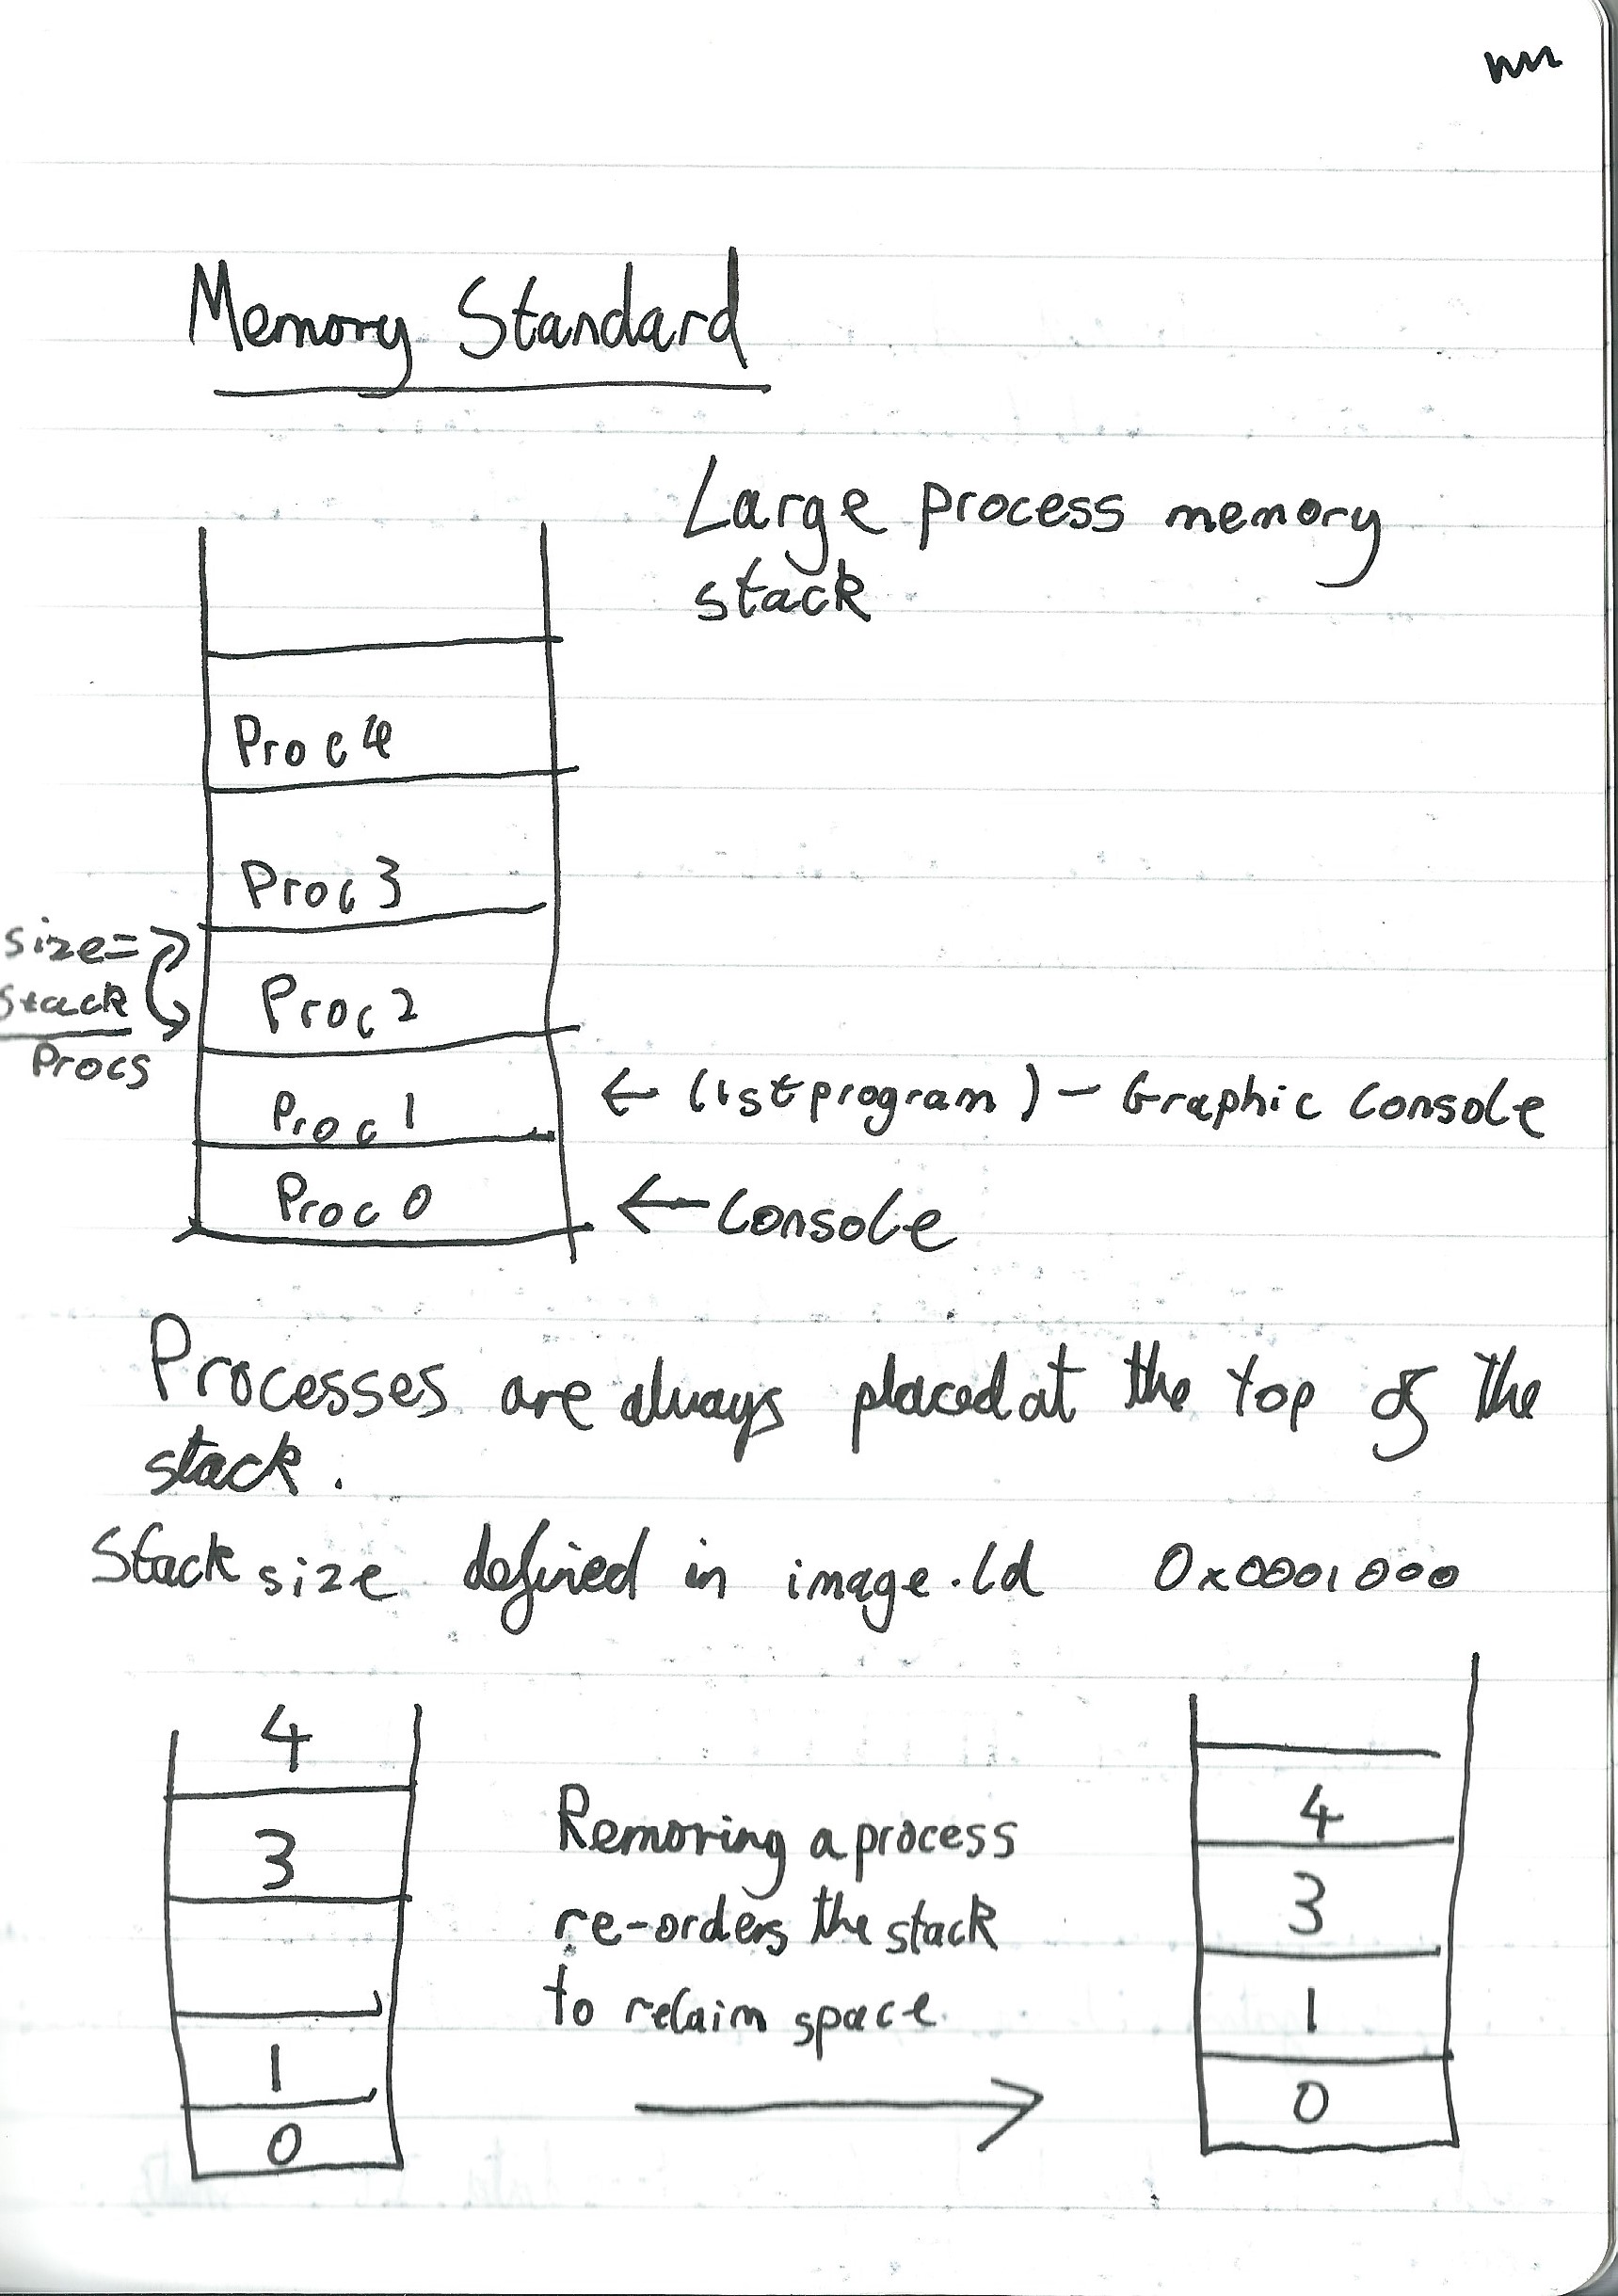 Memory Standard
Large process memory
stack
Proc 4
Proc 3
size=
stack
Procs
Proc 2
Proc 1
← (1st program) - Graphic Console
Proc 0
← Console
Processes are always placed at the top of the
stack.
Stack size defined in image.ld 0x0001000
4
3
1
0
Removing a process
re-orders the stack
to relaim space.
4
3
1
0